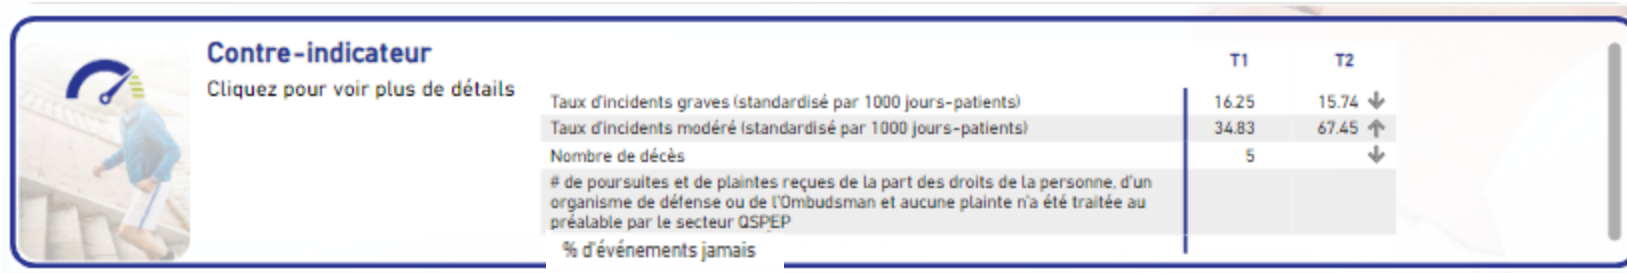 Contre-indicateur
Cliquez pour voir plus de détails
T1 T2
Taux d'incidents graves (standardisé par 1000 jours-patients) 16.25 15.74
Taux d'incidents modéré (standardisé par 1000 jours-patients) 34.83 67.45
Nombre de décès 5
# de poursuites et de plaintes reçues de la part des droits de la personne, d'un
organisme de défense ou de l'Ombudsman et aucune plainte n'a été traitée au
préalable par le secteur QSPEP
% d'événements jamais